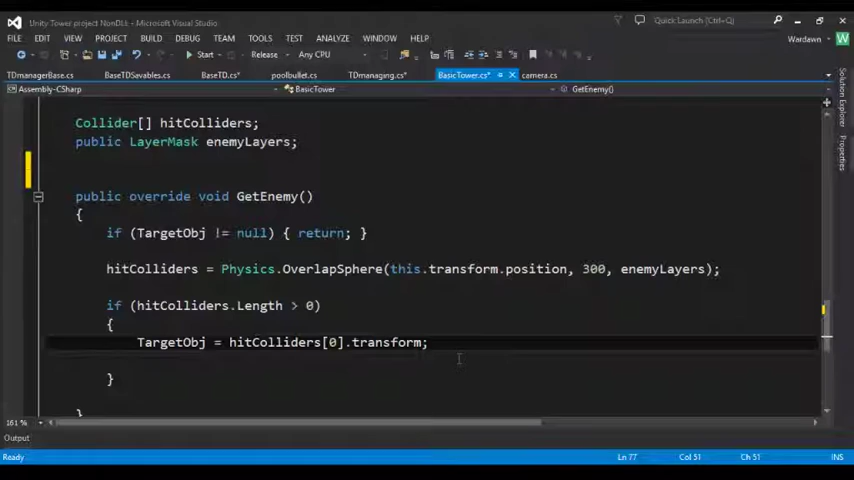 Unity Tower project NonDLL - Microsoft Visual Studio
Quick Launch (Ctrl+Q)
FILE EDIT VIEW PROJECT BUILD DEBUG TEAM TOOLS TEST ANALYZE WINDOW HELP
Wardawn W
Start Release Any CPU
TDmanagerBase.cs BaseTDSavables.cs BaseTD.cs* poolbullet.cs TDmanaging.cs* BasicTower.cs* camera.cs
Assembly-CSharp BasicTower GetEnemy()
Solution Explorer
Properties
Collider[] hitColliders;
public LayerMask enemyLayers;
public override void GetEnemy()
{
if (TargetObj != null) { return; }
hitColliders = Physics.OverlapSphere(this.transform.position, 300, enemyLayers);
if (hitColliders.Length > 0)
{
TargetObj = hitColliders[0].transform;
}
}
161 %
Output
Ready Ln 77 Col 51 Ch 51 INS